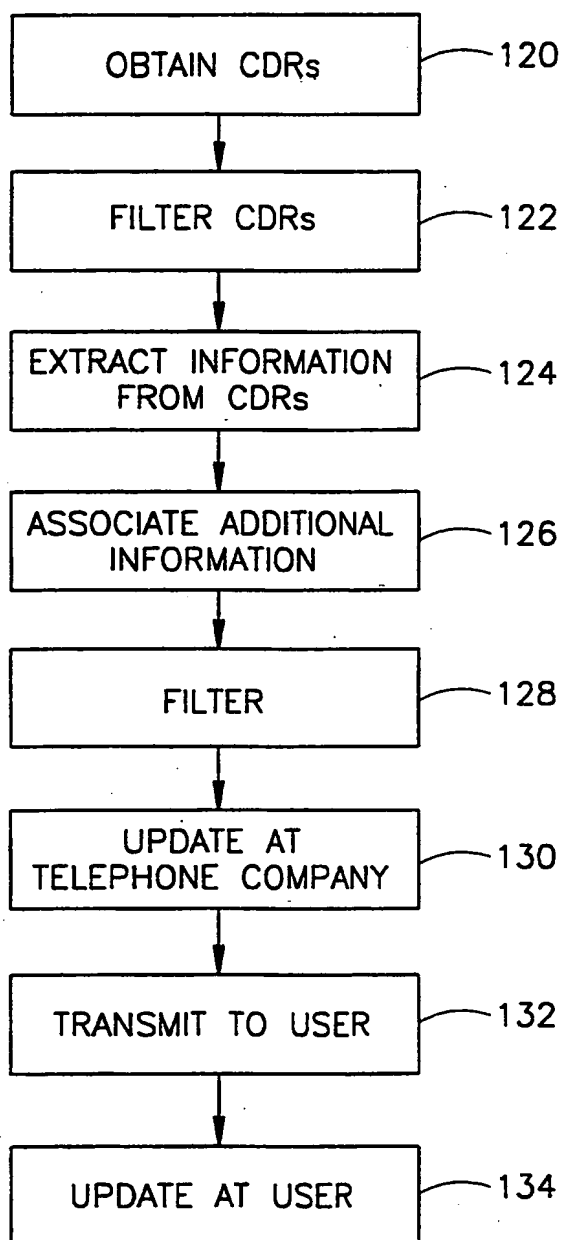 OBTAIN CDRs
120
FILTER CDRs
122
EXTRACT INFORMATION
FROM CDRs
124
ASSOCIATE ADDITIONAL
INFORMATION
126
FILTER
128
UPDATE AT
TELEPHONE COMPANY
130
TRANSMIT TO USER
132
UPDATE AT USER
134